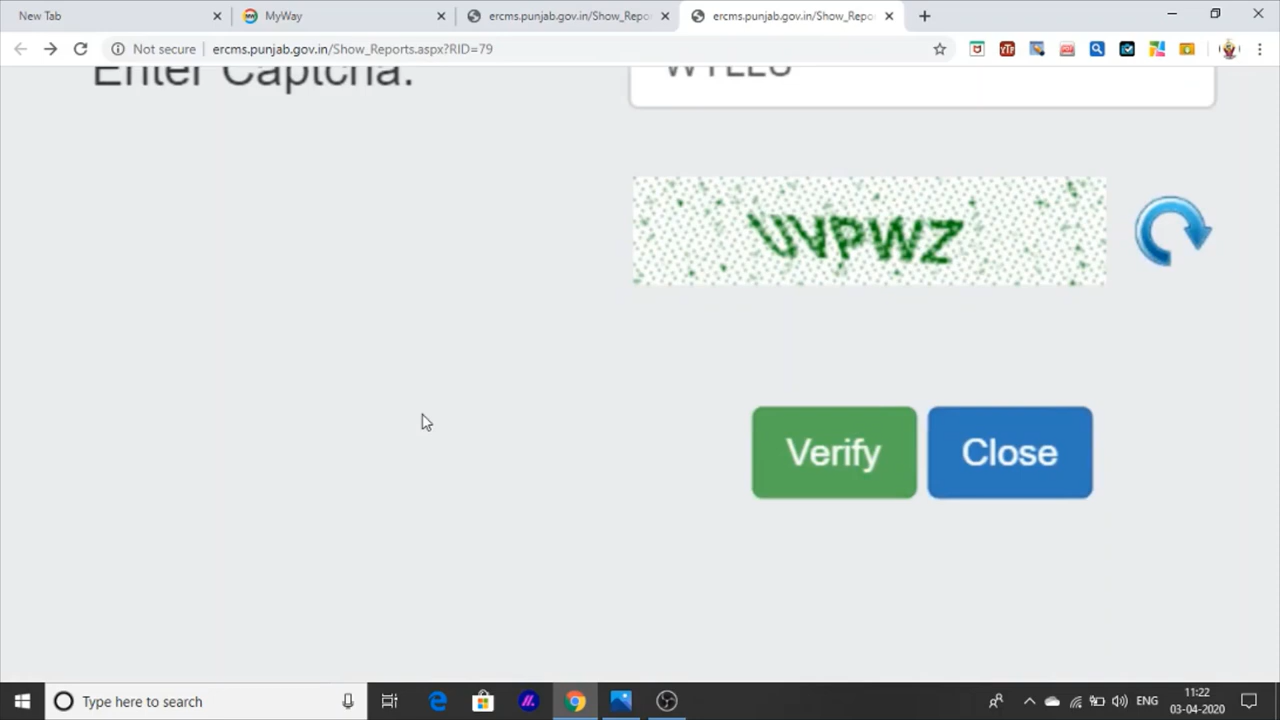 New Tab
MyWay
ercms.punjab.gov.in/Show_Repo
ercms.punjab.gov.in/Show_Repo
Not secure
ercms.punjab.gov.in/Show_Reports.aspx?RID=79
Enter Captcha:
UVPWZ
Verify
Close
Type here to search
ENG
11:22
03-04-2020